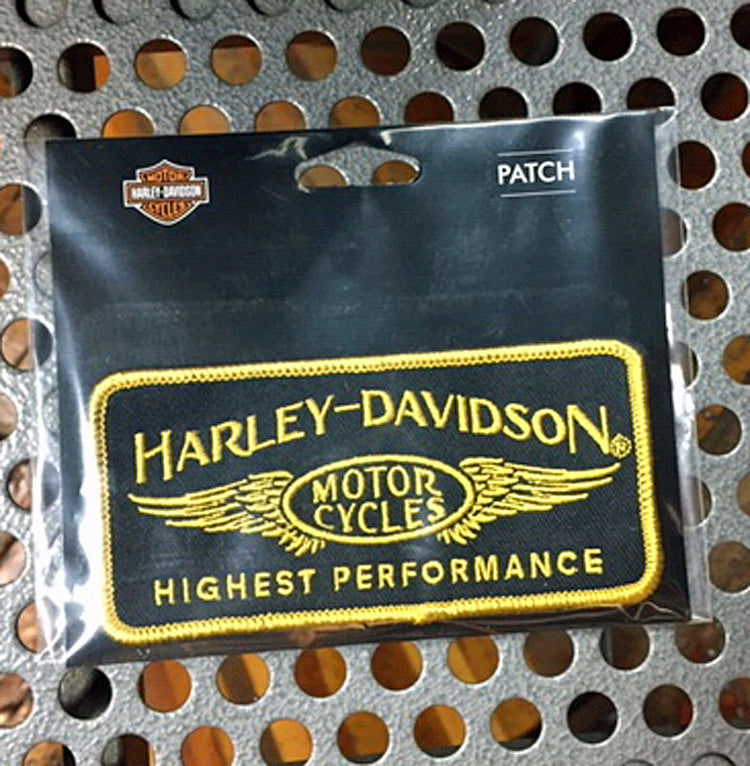 MOTOR
HARLEY-DAVIDSON
CYCLES
PATCH
HARLEY-DAVIDSON®
MOTOR
CYCLES
HIGHEST PERFORMANCE